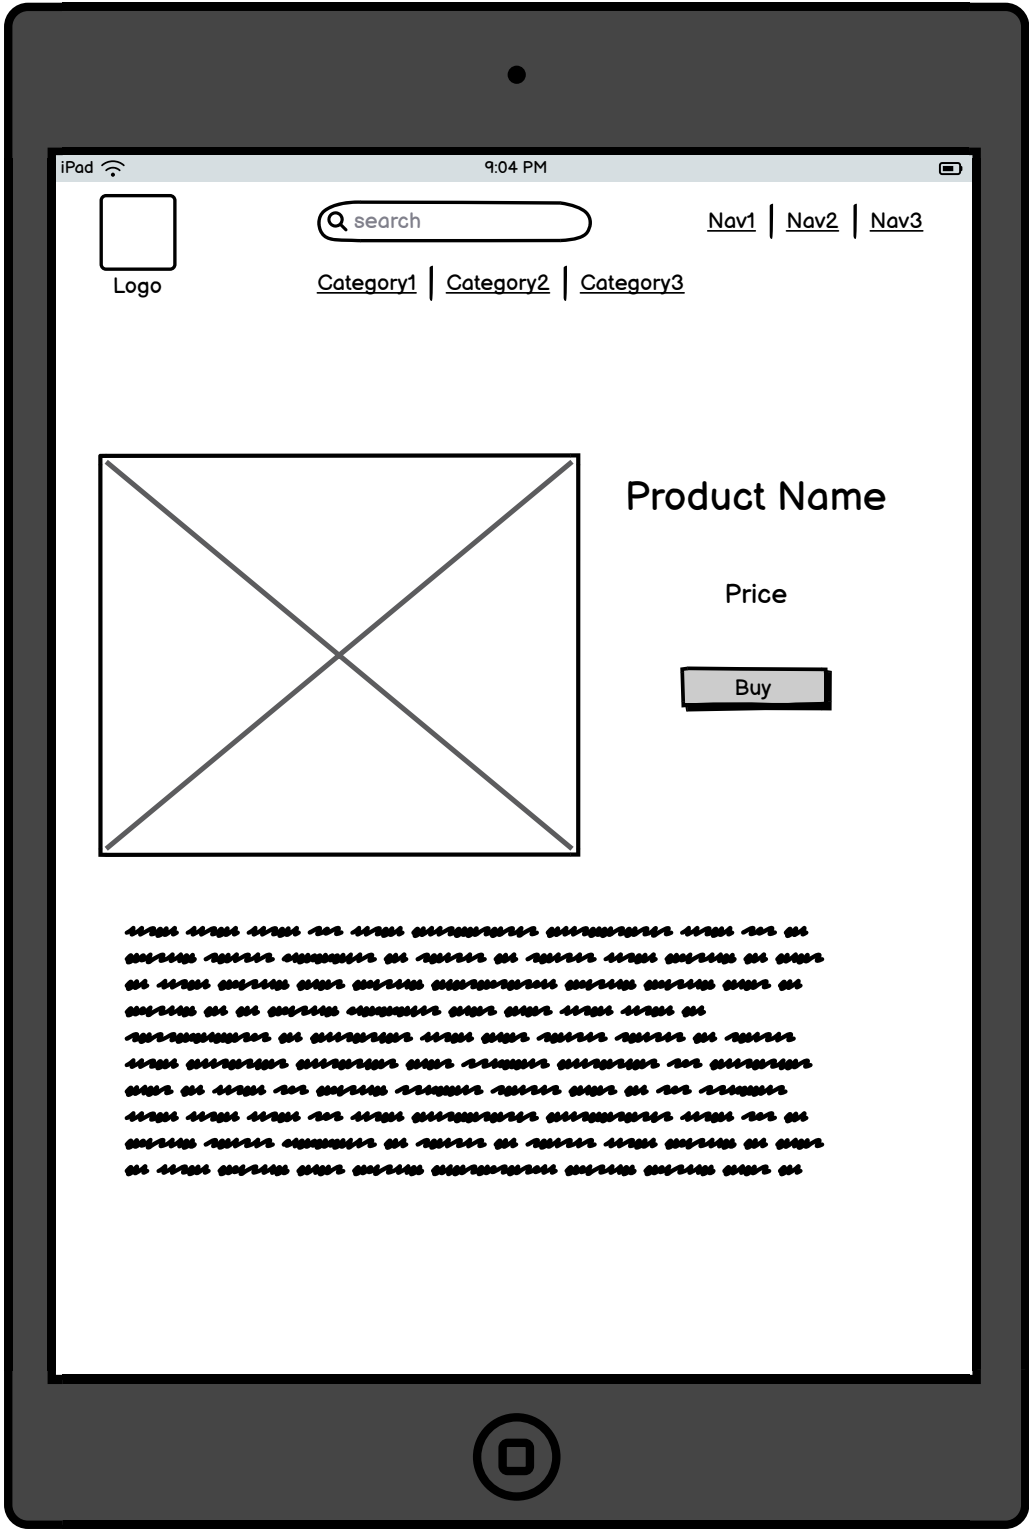 iPad 9:04 PM
search Nav1 Nav2 Nav3
Logo Category1 Category2 Category3
Product Name
Price
Buy